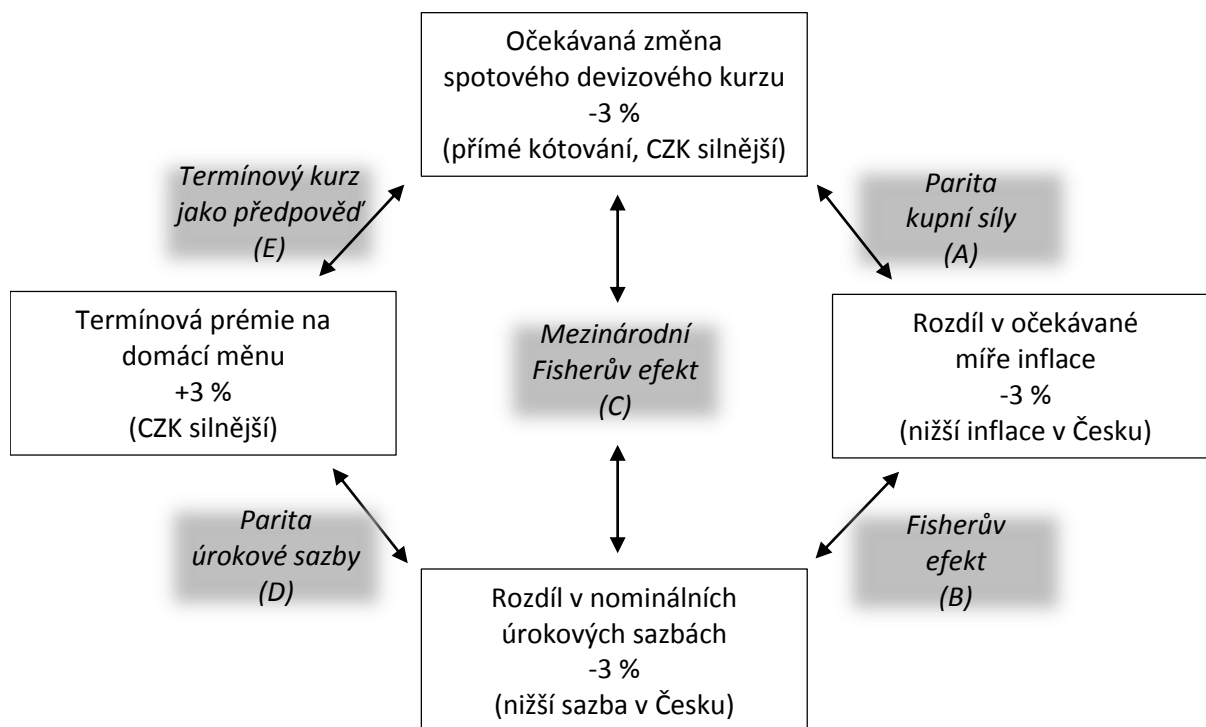 Očekávaná změna
spotového devizového kurzu
-3 %
(přímé kótování, CZK silnější)
Termínový kurz
jako předpověď
(E)
Parita
kupní síly
(A)
Termínová prémie na
domácí měnu
+3 %
(CZK silnější)
Mezinárodní
Fisherův efekt
(C)
Rozdíl v očekávané
míře inflace
-3 %
(nižší inflace v Česku)
Parita
úrokové sazby
(D)
Fisherův
efekt
(B)
Rozdíl v nominálních
úrokových sazbách
-3 %
(nižší sazba v Česku)